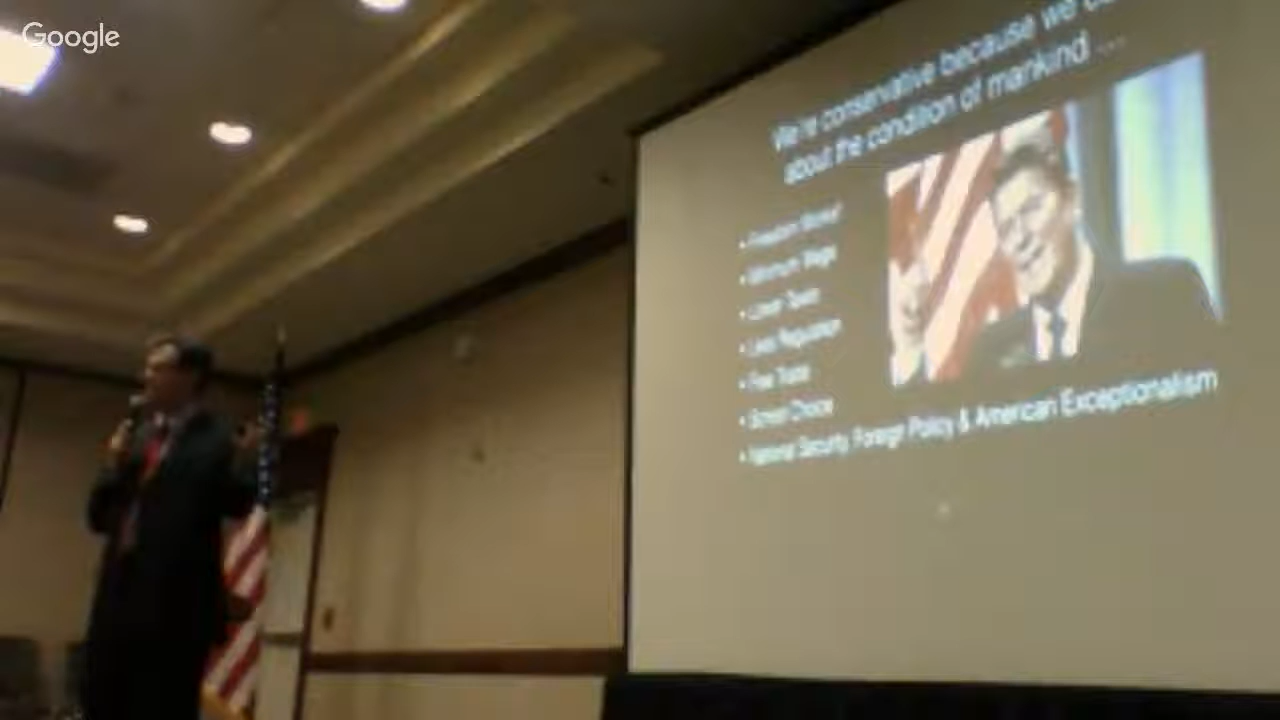 Google
We're conservative because we
about the condition of mankind ...
• Minimum Wage
• Lower Taxes
• Less Regulation
• Free Trade
• School Choice
• National Security, Foreign Policy & American Exceptionalism